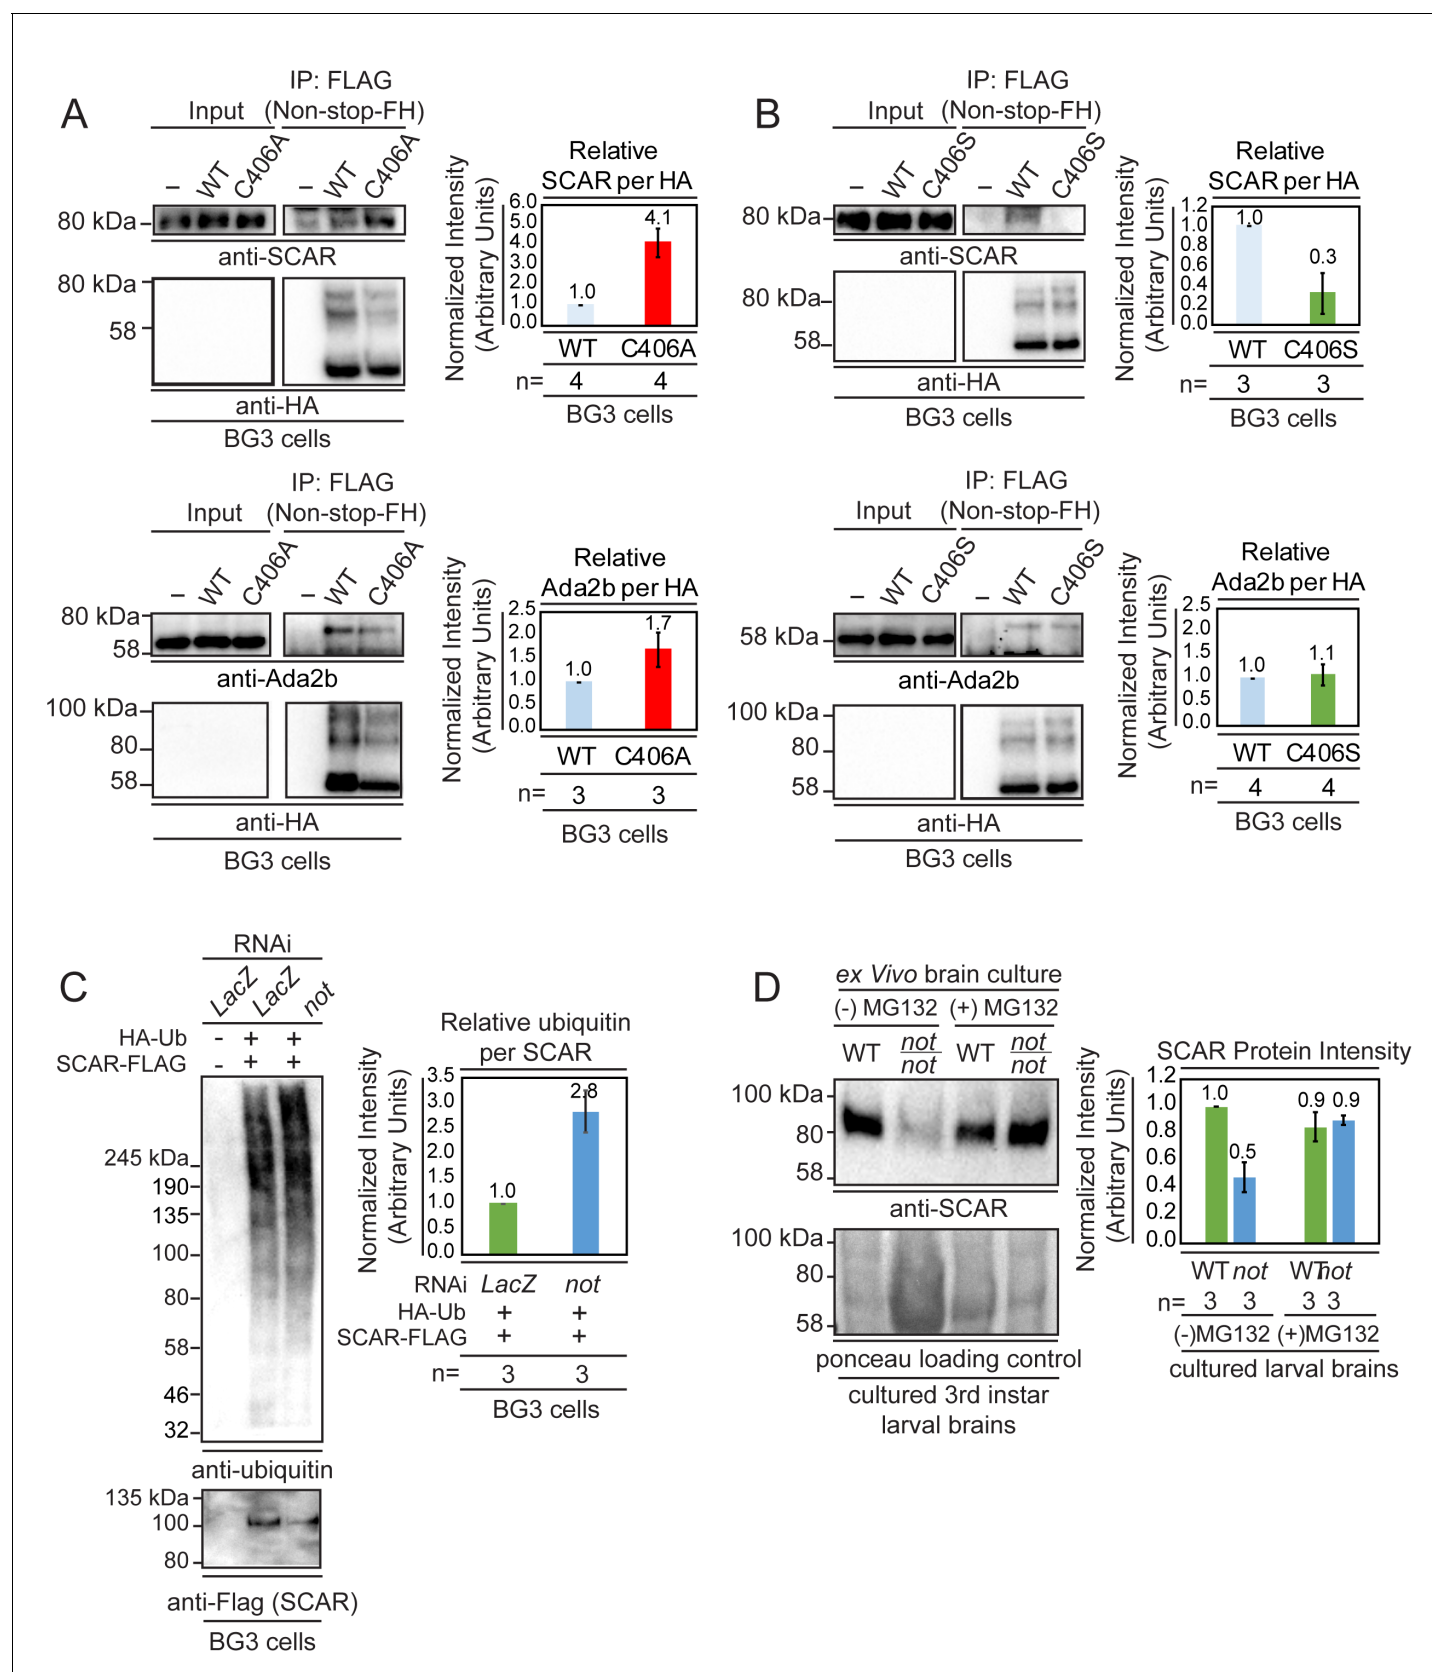 A
IP: FLAG
Input (Non-stop-FH)
– WT C406A – WT C406A
80 kDa
anti-SCAR
80 kDa
58
anti-HA
BG3 cells
Relative
SCAR per HA
Normalized Intensity
(Arbitrary Units)
6.0
5.0
4.0
3.0
2.0
1.0
0.0
1.0 4.1
WT C406A
n= 4 4
BG3 cells
B
IP: FLAG
Input (Non-stop-FH)
– WT C406S – WT C406S
80 kDa
anti-SCAR
80 kDa
58
anti-HA
BG3 cells
Relative
SCAR per HA
Normalized Intensity
(Arbitrary Units)
1.2
1.0
0.8
0.6
0.4
0.2
0.0
1.0 0.3
WT C406S
n= 3 3
BG3 cells
IP: FLAG
Input (Non-stop-FH)
– WT C406A – WT C406A
80 kDa
58
anti-Ada2b
100 kDa
80
58
anti-HA
BG3 cells
Relative
Ada2b per HA
Normalized Intensity
(Arbitrary Units)
2.5
2.0
1.5
1.0
0.5
0.0
1.0 1.7
WT C406A
n= 3 3
BG3 cells
IP: FLAG
Input (Non-stop-FH)
– WT C406S – WT C406S
58 kDa
anti-Ada2b
100 kDa
80
58
anti-HA
BG3 cells
Relative
Ada2b per HA
Normalized Intensity
(Arbitrary Units)
2.5
2.0
1.5
1.0
0.5
0.0
1.0 1.1
WT C406S
n= 4 4
BG3 cells
C
RNAi
LacZ LacZ not
HA-Ub - + +
SCAR-FLAG - + +
245 kDa
190
135
100
80
58
46
32
anti-ubiquitin
135 kDa
100
80
anti-Flag (SCAR)
BG3 cells
Relative ubiquitin
per SCAR
Normalized Intensity
(Arbitrary Units)
3.5
3.0
2.5
2.0
1.5
1.0
0.5
0.0
1.0 2.8
RNAi LacZ not
HA-Ub + +
SCAR-FLAG + +
n= 3 3
BG3 cells
D
ex Vivo brain culture
(-) MG132 (+) MG132
WT not/not WT not/not
100 kDa
80
58
anti-SCAR
100 kDa
80
58
ponceau loading control
cultured 3rd instar
larval brains
SCAR Protein Intensity
Normalized Intensity
(Arbitrary Units)
1.2
1.0
0.8
0.6
0.4
0.2
0.0
1.0 0.5 0.9 0.9
WT not WT not
n= 3 3 3 3
(-)MG132 (+)MG132
cultured larval brains